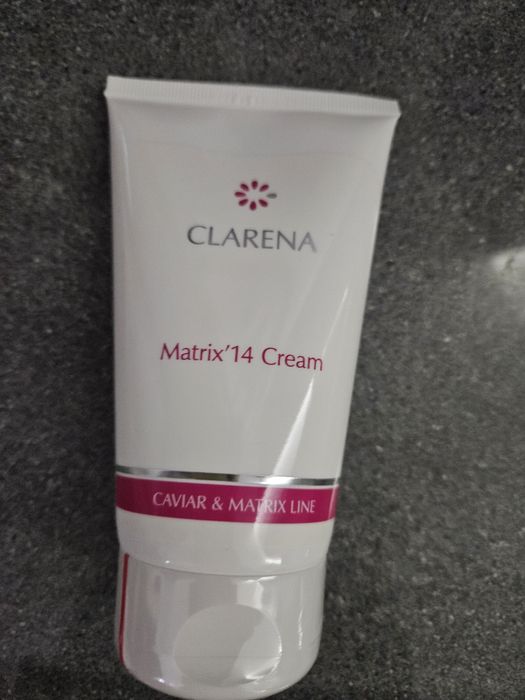 CLARENA
Matrix'14 Cream
CAVIAR & MATRIX LINE